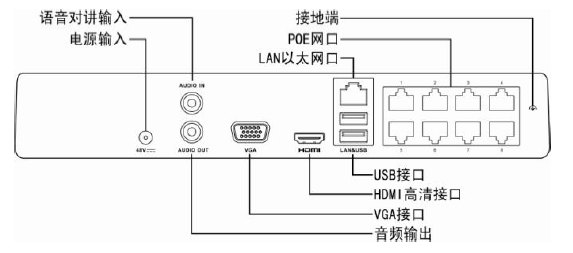 语音对讲输入
电源输入
接地端
POE网口
LAN以太网口
AUDIO IN
1 2 3 4
48V
AUDIO OUT
VGA
HDMI
LAN&USB
5 6 7 8
USB接口
HDMI高清接口
VGA接口
音频输出